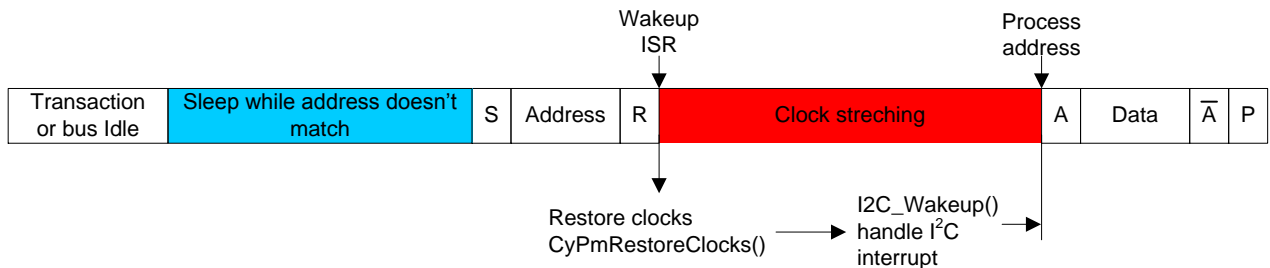 Wakeup
ISR
Process
address
Transaction
or bus Idle
Sleep while address doesn't
match
S
Address
R
Clock streching
A
Data
A̅
P
Restore clocks
CyPmRestoreClocks()
I2C_Wakeup()
handle I²C
interrupt